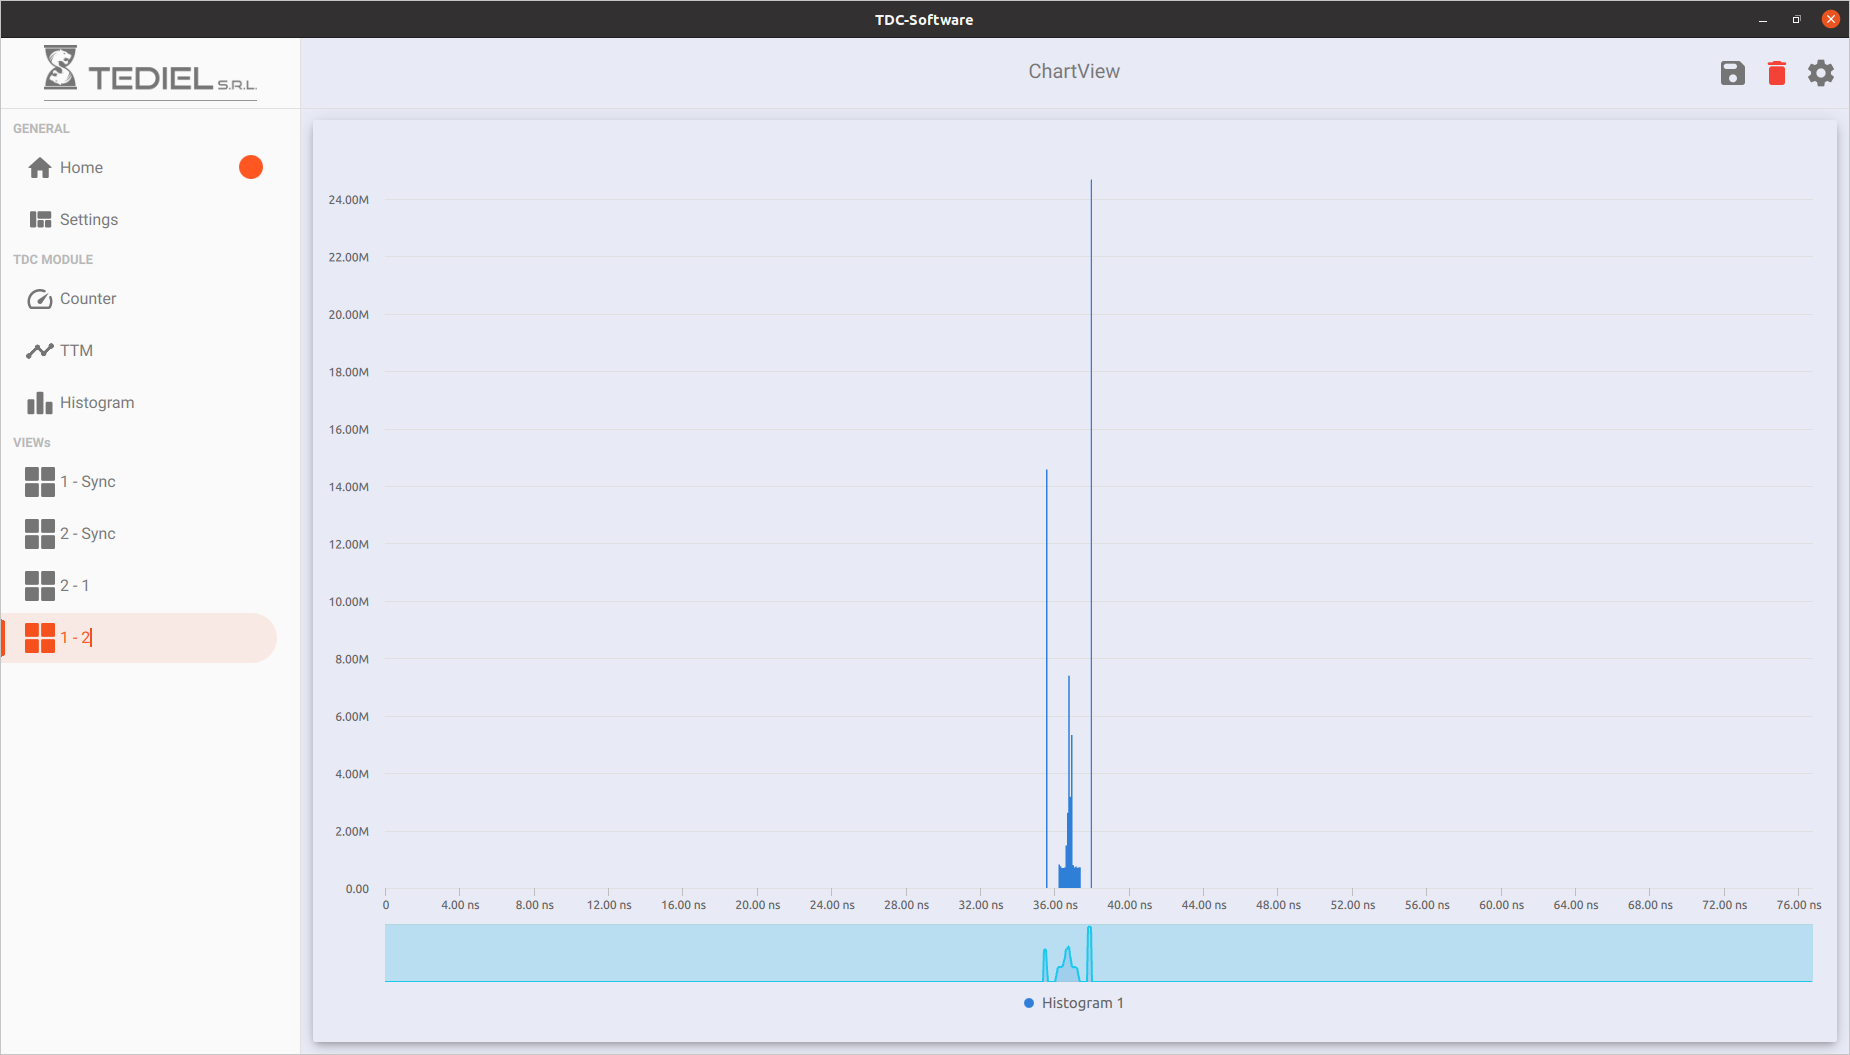 TDC-Software
TEDIEL S.R.L.
ChartView
GENERAL
Home
Settings
TDC MODULE
Counter
TTM
Histogram
VIEWs
1 - Sync
2 - Sync
2 - 1
1 - 2
24.00M
22.00M
20.00M
18.00M
16.00M
14.00M
12.00M
10.00M
8.00M
6.00M
4.00M
2.00M
0.00
0 4.00 ns 8.00 ns 12.00 ns 16.00 ns 20.00 ns 24.00 ns 28.00 ns 32.00 ns 36.00 ns 40.00 ns 44.00 ns 48.00 ns 52.00 ns 56.00 ns 60.00 ns 64.00 ns 68.00 ns 72.00 ns 76.00 ns
Histogram 1